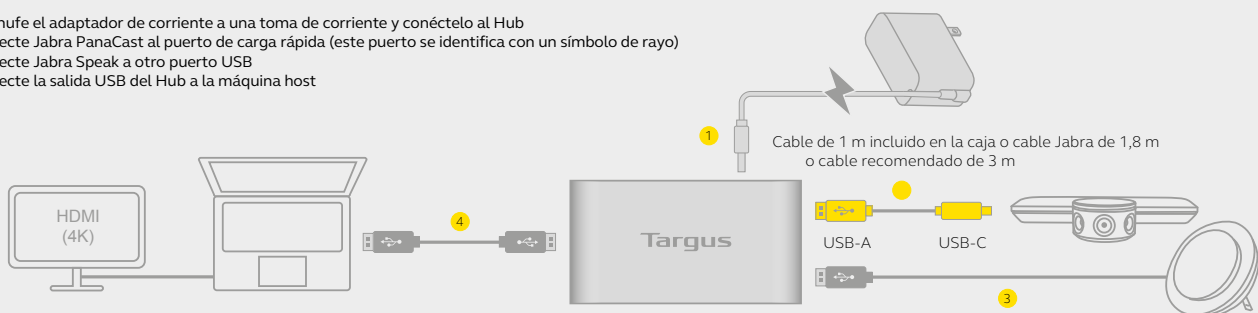 nufe el adaptador de corriente a una toma de corriente y conéctelo al Hub
ecte Jabra PanaCast al puerto de carga rápida (este puerto se identifica con un símbolo de rayo)
ecte Jabra Speak a otro puerto USB
ecte la salida USB del Hub a la máquina host
1
Cable de 1 m incluido en la caja o cable Jabra de 1,8 m
o cable recomendado de 3 m
HDMI
(4K)
4
Targus
USB-A
USB-C
3